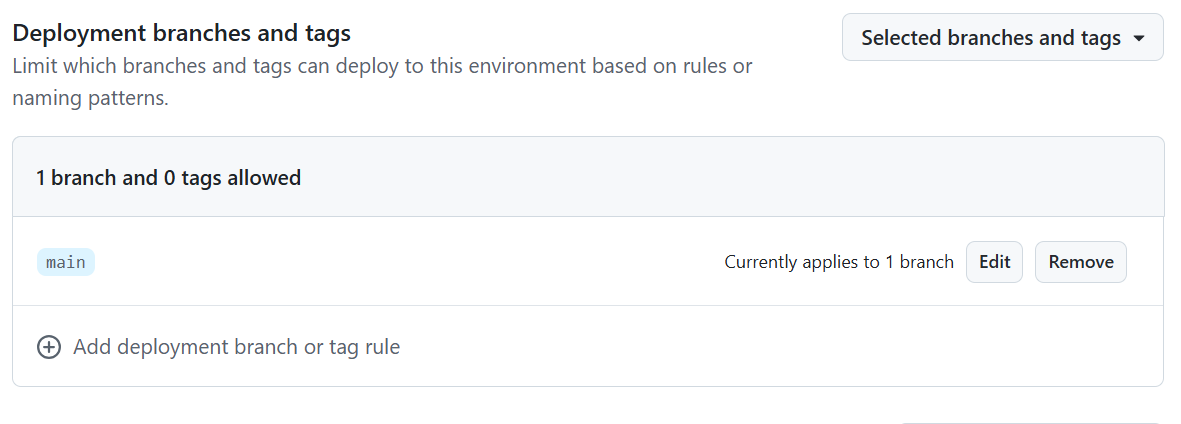 Deployment branches and tags
Selected branches and tags
Limit which branches and tags can deploy to this environment based on rules or
naming patterns.
1 branch and 0 tags allowed
main
Currently applies to 1 branch
Edit
Remove
Add deployment branch or tag rule